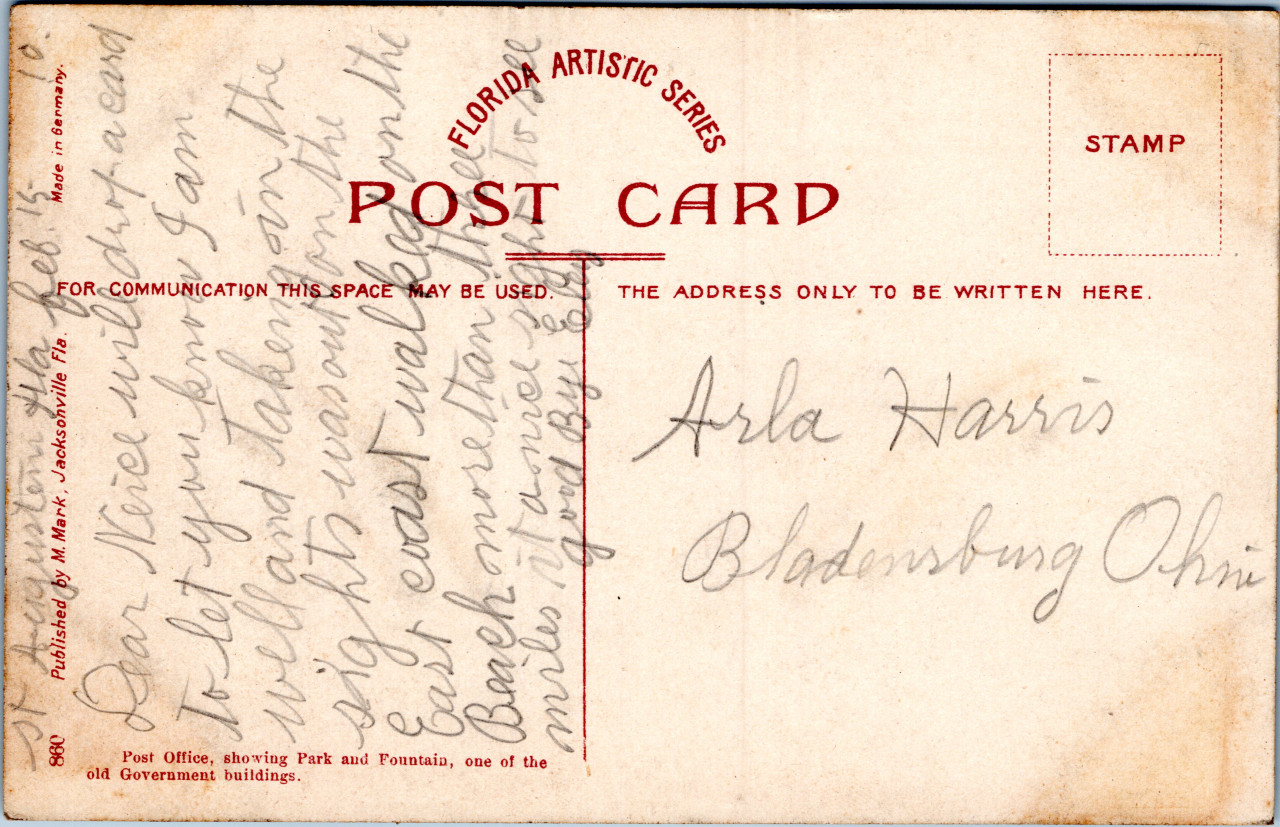 FLORIDA ARTISTIC SERIES
POST CARD
STAMP
FOR COMMUNICATION THIS SPACE MAY BE USED.
THE ADDRESS ONLY TO BE WRITTEN HERE.
st Augustein Fla feb. 15 10.
Dear Neice will drop a card
to let you know I am
well and takeng in the
sights was out on the
East coast walked on the
Beach more than three
miles it a nice sight to see
good Bye
Arla Harris
Bladensburg Ohio
860 Published by M. Mark, Jacksonville Fla. Made in Germany.
Post Office, showing Park and Fountain, one of the
old Government buildings.